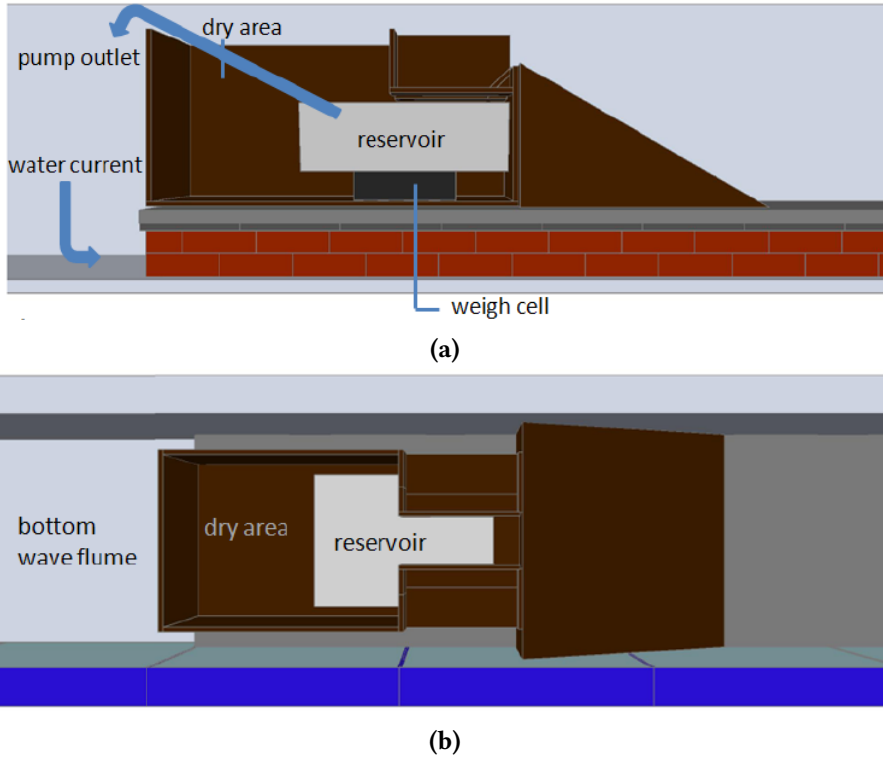 dry area
pump outlet
reservoir
water current
weigh cell
(a)
bottom
wave flume
dry area
reservoir
(b)